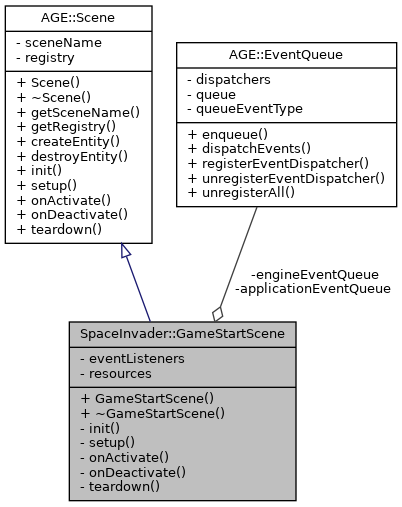 AGE::Scene
- sceneName
- registry
+ Scene()
+ ~Scene()
+ getSceneName()
+ getRegistry()
+ createEntity()
+ destroyEntity()
+ init()
+ setup()
+ onActivate()
+ onDeactivate()
+ teardown()
AGE::EventQueue
- dispatchers
- queue
- queueEventType
+ enqueue()
+ dispatchEvents()
+ registerEventDispatcher()
+ unregisterEventDispatcher()
+ unregisterAll()
-engineEventQueue
-applicationEventQueue
SpaceInvader::GameStartScene
- eventListeners
- resources
+ GameStartScene()
+ ~GameStartScene()
- init()
- setup()
- onActivate()
- onDeactivate()
- teardown()